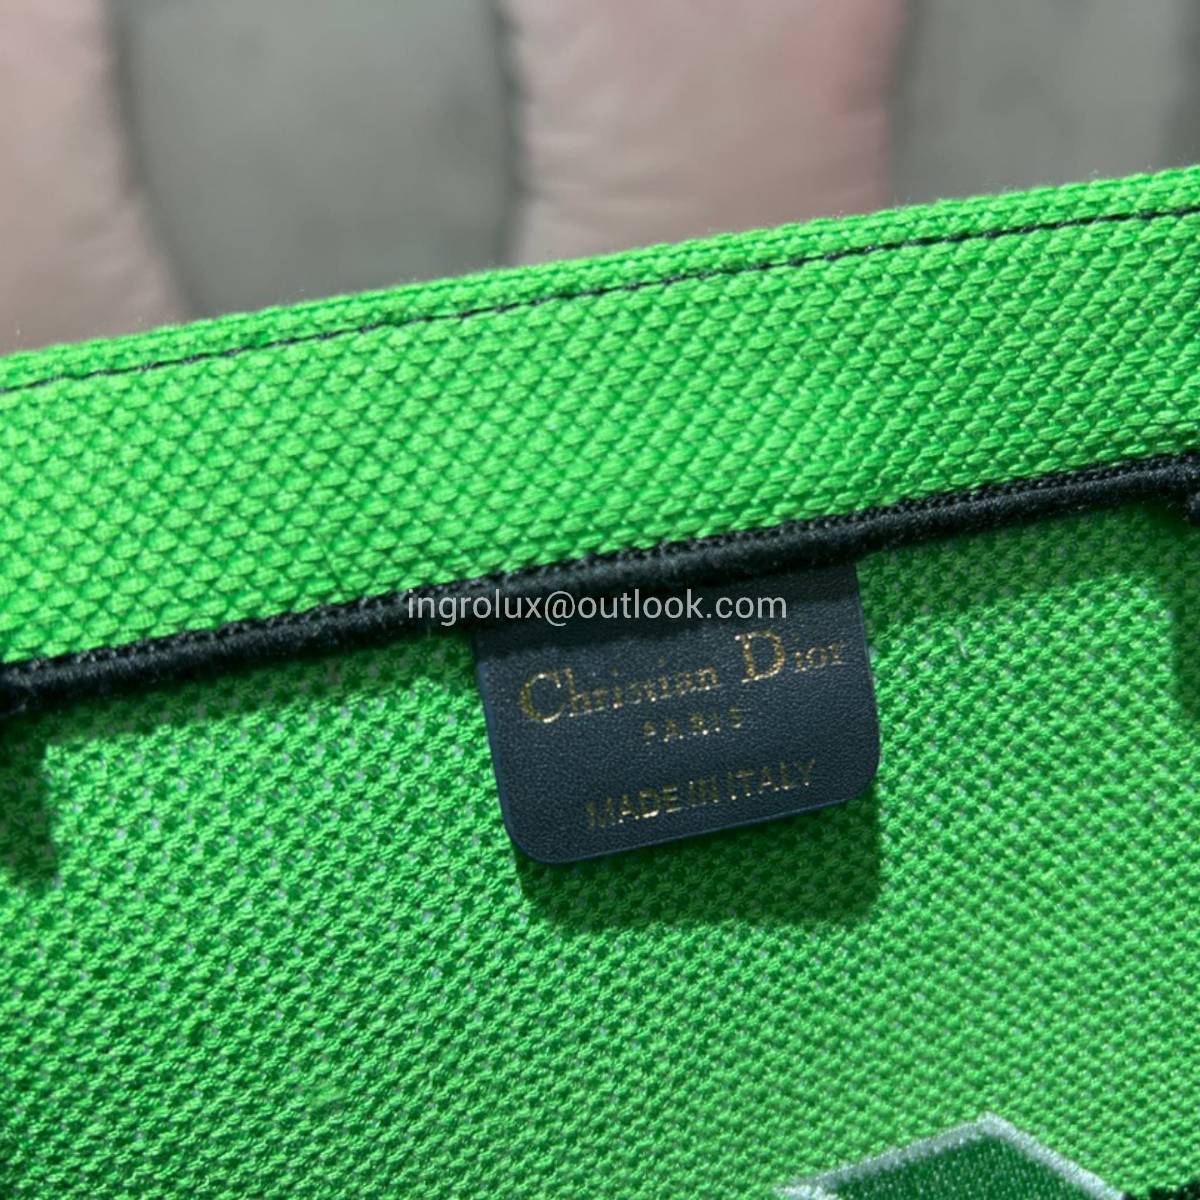 ingrolux@outlook.com
Christian Dior
PARIS
MADE IN ITALY